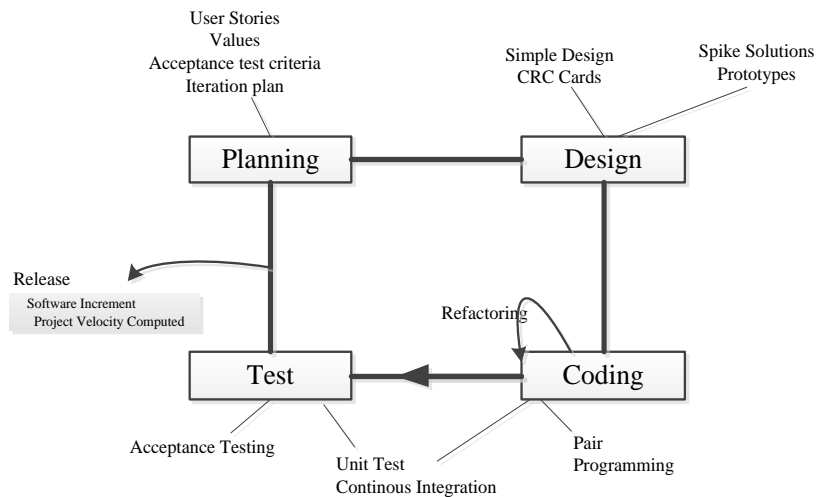 User Stories
Values
Acceptance test criteria
Iteration plan
Simple Design
CRC Cards
Spike Solutions
Prototypes
Planning
Design
Release
Software Increment
Project Velocity Computed
Refactoring
Test
Coding
Acceptance Testing
Unit Test
Continous Integration
Pair
Programming